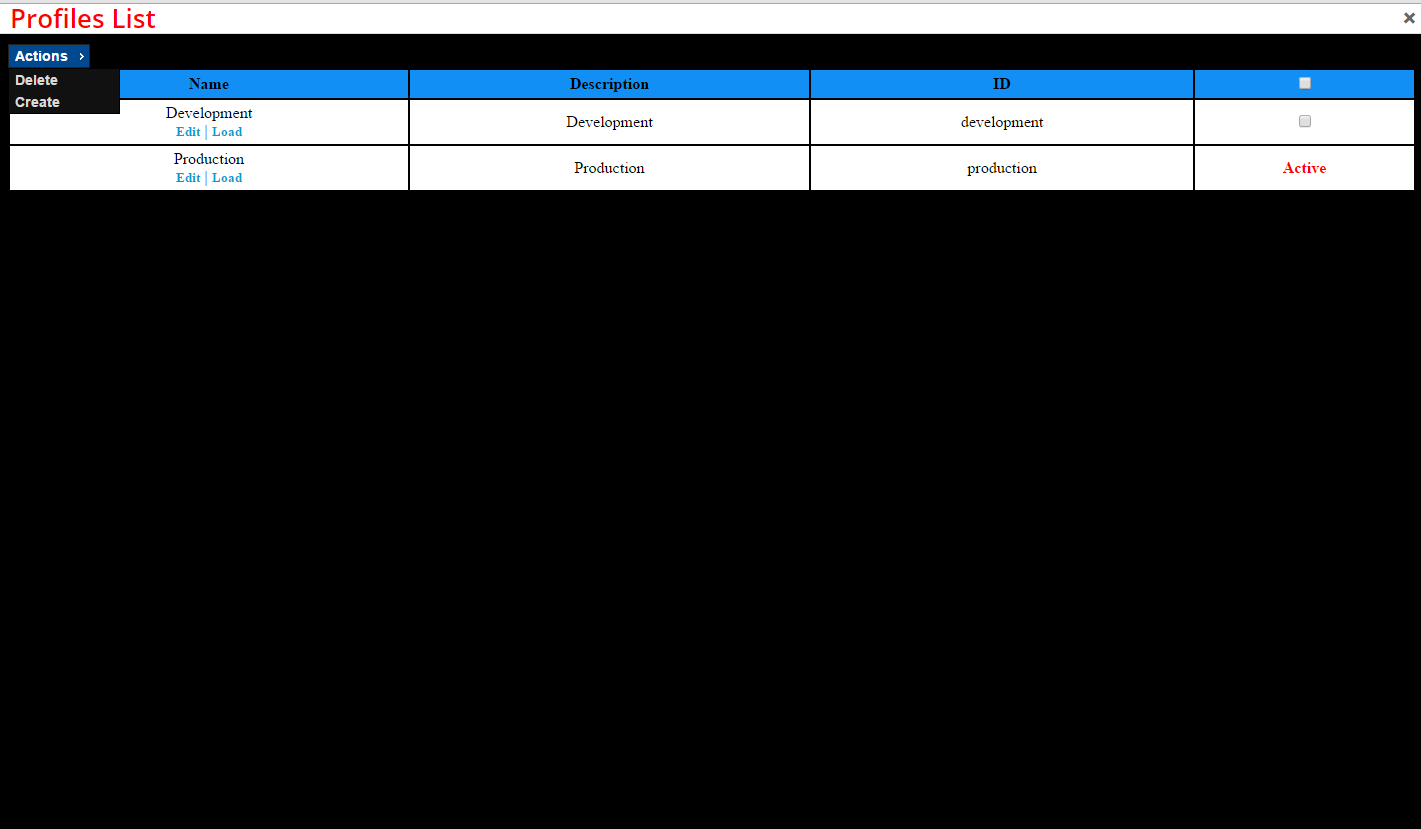 Profiles List
Actions ›
Delete
Create
Name Description ID
Development
Edit | Load
Development development
Production
Edit | Load
Production production Active